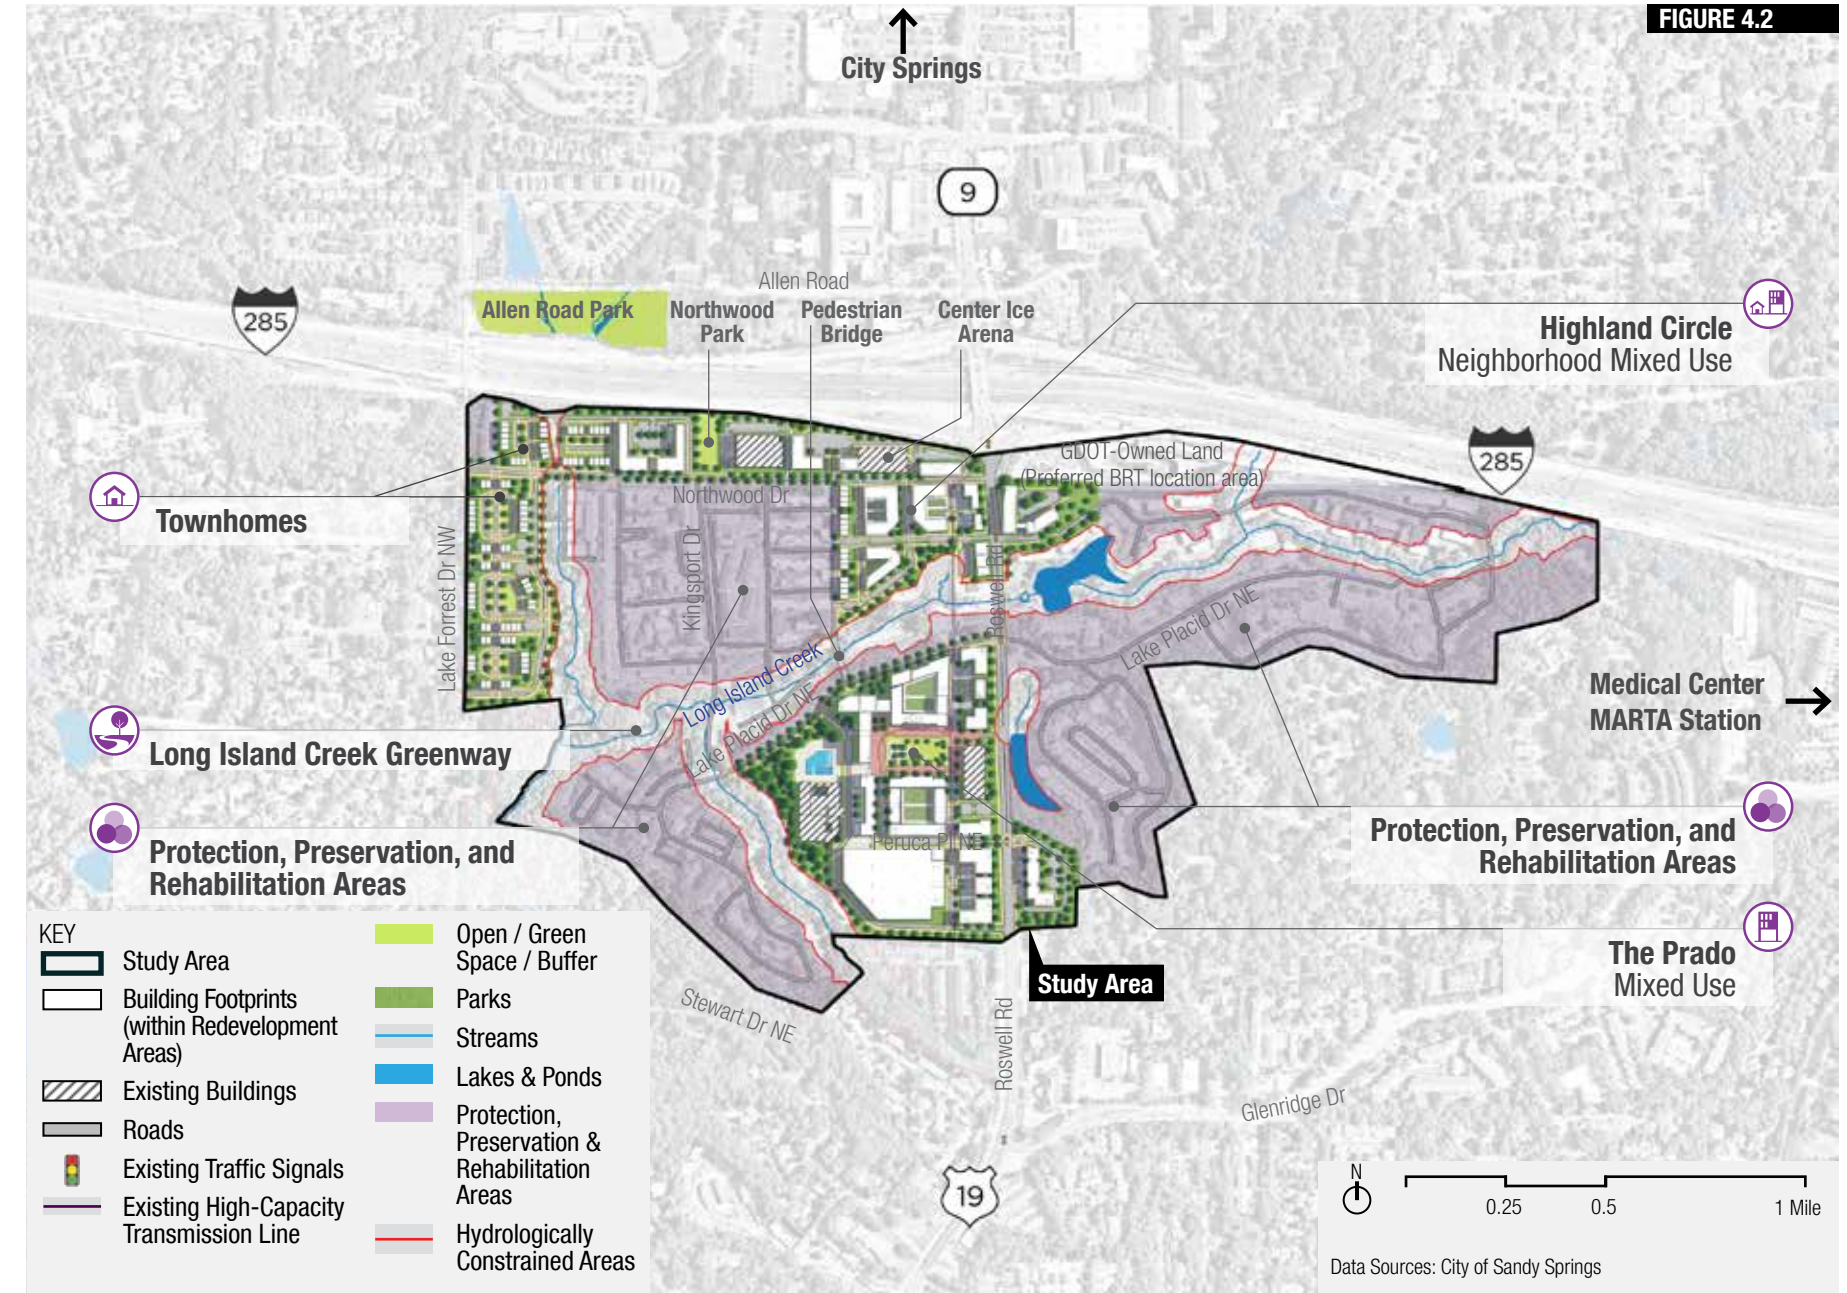 FIGURE 4.2
City Springs
9
Allen Road
285
Allen Road Park
Northwood
Park
Pedestrian
Bridge
Center Ice
Arena
Highland Circle
Neighborhood Mixed Use
GDOT-Owned Land
(Preferred BRT location area)
285
Northwood Dr
Townhomes
Lake Forrest Dr NW
Kingsport Dr
Roswell Rd
Lake Placid Dr NE
Long Island Creek
Lake Placid Dr NE
Medical Center
MARTA Station
Long Island Creek Greenway
Protection, Preservation, and
Rehabilitation Areas
Peruca Pl NE
Protection, Preservation, and
Rehabilitation Areas
The Prado
Mixed Use
Study Area
Stewart Dr NE
Roswell Rd
Glenridge Dr
19
KEY
Study Area
Building Footprints
(within Redevelopment
Areas)
Existing Buildings
Roads
Existing Traffic Signals
Existing High-Capacity
Transmission Line
Open / Green
Space / Buffer
Parks
Streams
Lakes & Ponds
Protection,
Preservation &
Rehabilitation
Areas
Hydrologically
Constrained Areas
N
0.25 0.5 1 Mile
Data Sources: City of Sandy Springs